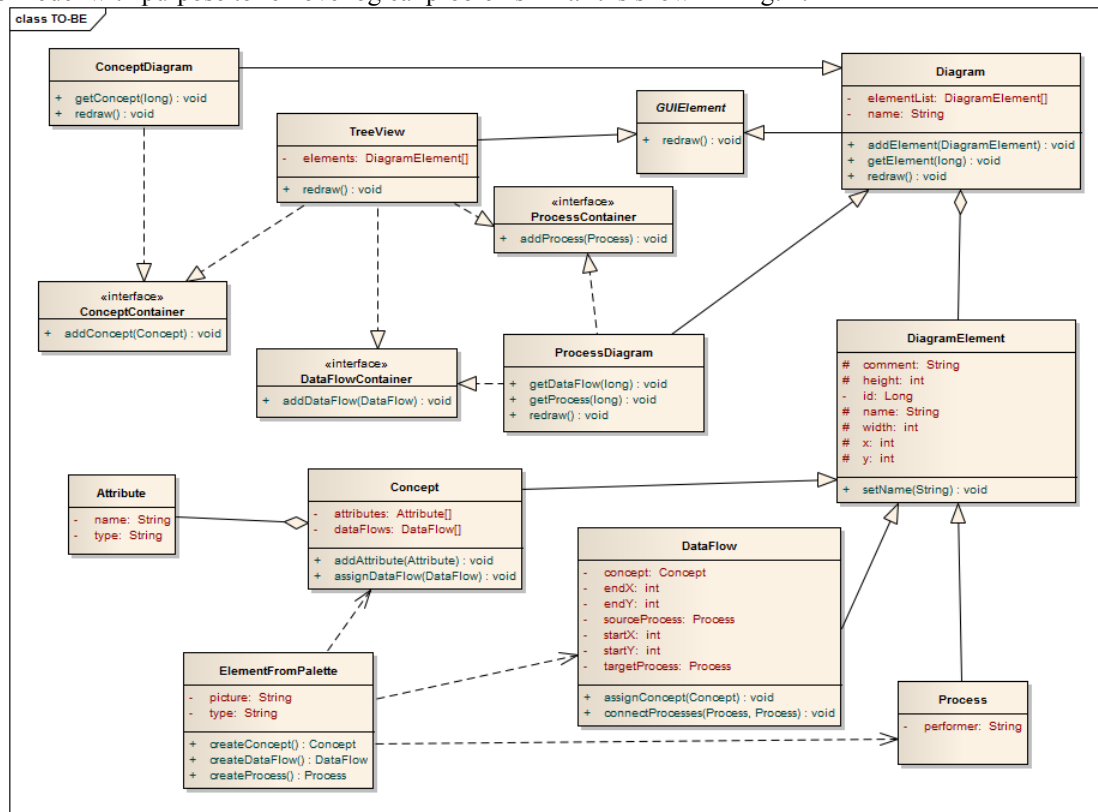 class TO-BE
ConceptDiagram
+ getConcept(long) : void
+ redraw() : void
Diagram
- elementList: DiagramElement[]
- name: String
+ addElement(DiagramElement) : void
+ getElement(long) : void
+ redraw() : void
GUIElement
+ redraw() : void
TreeView
- elements: DiagramElement[]
+ redraw() : void
«interface»
ProcessContainer
+ addProcess(Process) : void
«interface»
ConceptContainer
+ addConcept(Concept) : void
«interface»
DataFlowContainer
+ addDataFlow(DataFlow) : void
ProcessDiagram
+ getDataFlow(long) : void
+ getProcess(long) : void
+ redraw() : void
DiagramElement
# comment: String
# height: int
- id: Long
# name: String
# width: int
# x: int
# y: int
+ setName(String) : void
Attribute
- name: String
- type: String
Concept
- attributes: Attribute[]
- dataFlows: DataFlow[]
+ addAttribute(Attribute) : void
+ assignDataFlow(DataFlow) : void
DataFlow
- concept: Concept
- endX: int
- endY: int
- sourceProcess: Process
- startX: int
- startY: int
- targetProcess: Process
+ assignConcept(Concept) : void
+ connectProcesses(Process, Process) : void
ElementFromPalette
- picture: String
- type: String
+ createConcept() : Concept
+ createDataFlow() : DataFlow
+ createProcess() : Process
Process
- performer: String